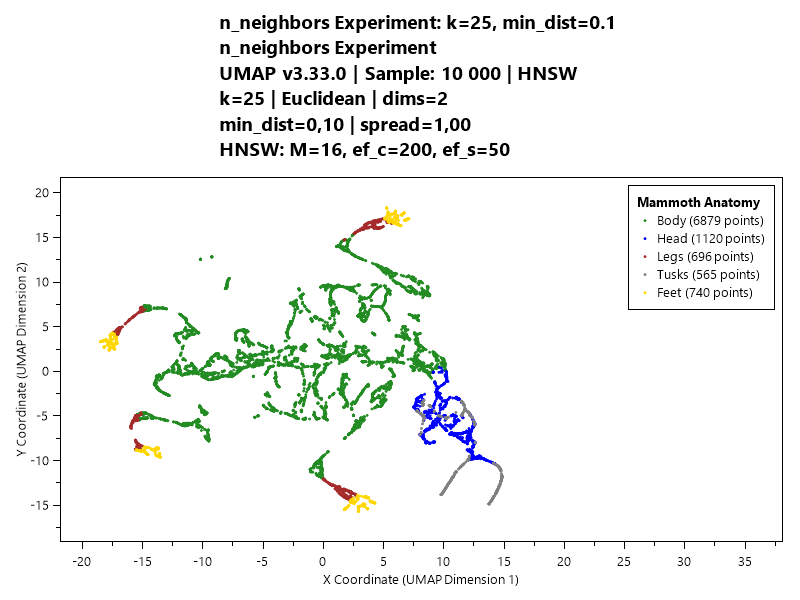 n_neighbors Experiment: k=25, min_dist=0.1
n_neighbors Experiment
UMAP v3.33.0 | Sample: 10 000 | HNSW
k=25 | Euclidean | dims=2
min_dist=0,10 | spread=1,00
HNSW: M=16, ef_c=200, ef_s=50
Mammoth Anatomy
Body (6879 points)
Head (1120 points)
Legs (696 points)
Tusks (565 points)
Feet (740 points)
Y Coordinate (UMAP Dimension 2)
20
15
10
5
0
-5
-10
-15
-20 -15 -10 -5 0 5 10 15 20 25 30 35
X Coordinate (UMAP Dimension 1)